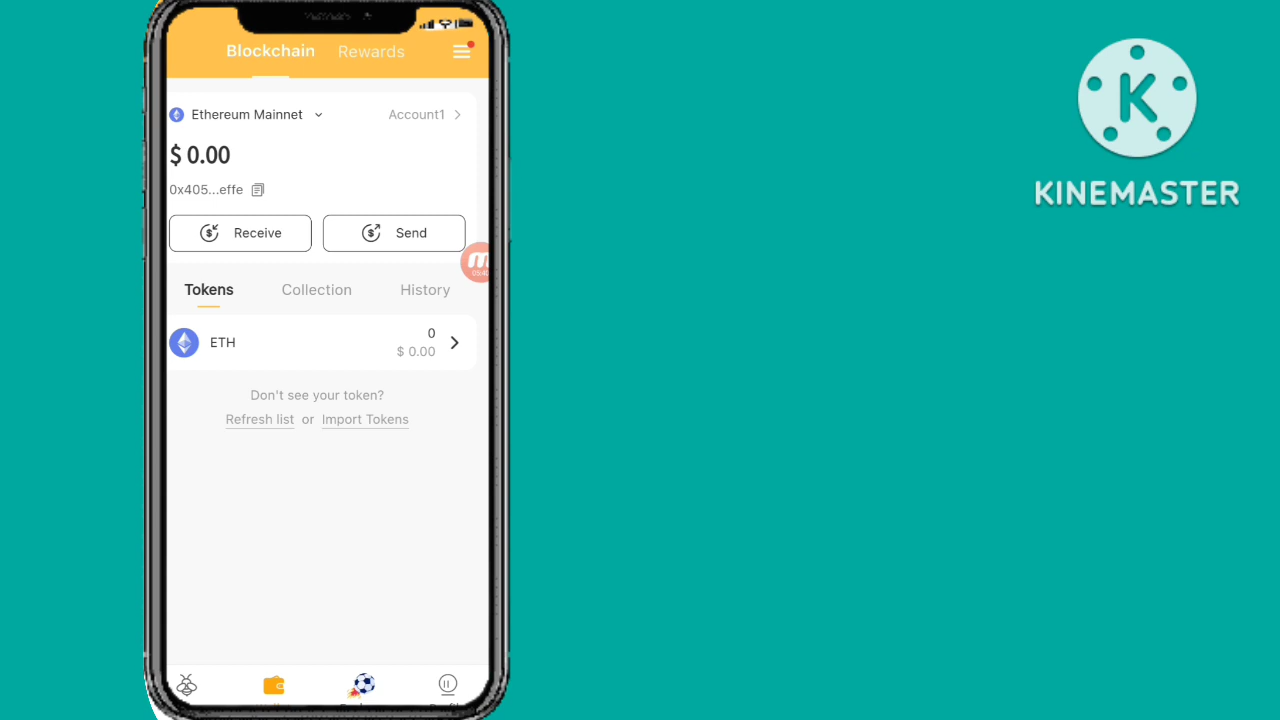 Blockchain Rewards
Ethereum Mainnet Account1
$ 0.00
0x405...effe
Receive Send
Tokens Collection History
ETH 0
$ 0.00
Don't see your token?
Refresh list or Import Tokens
KINEMASTER